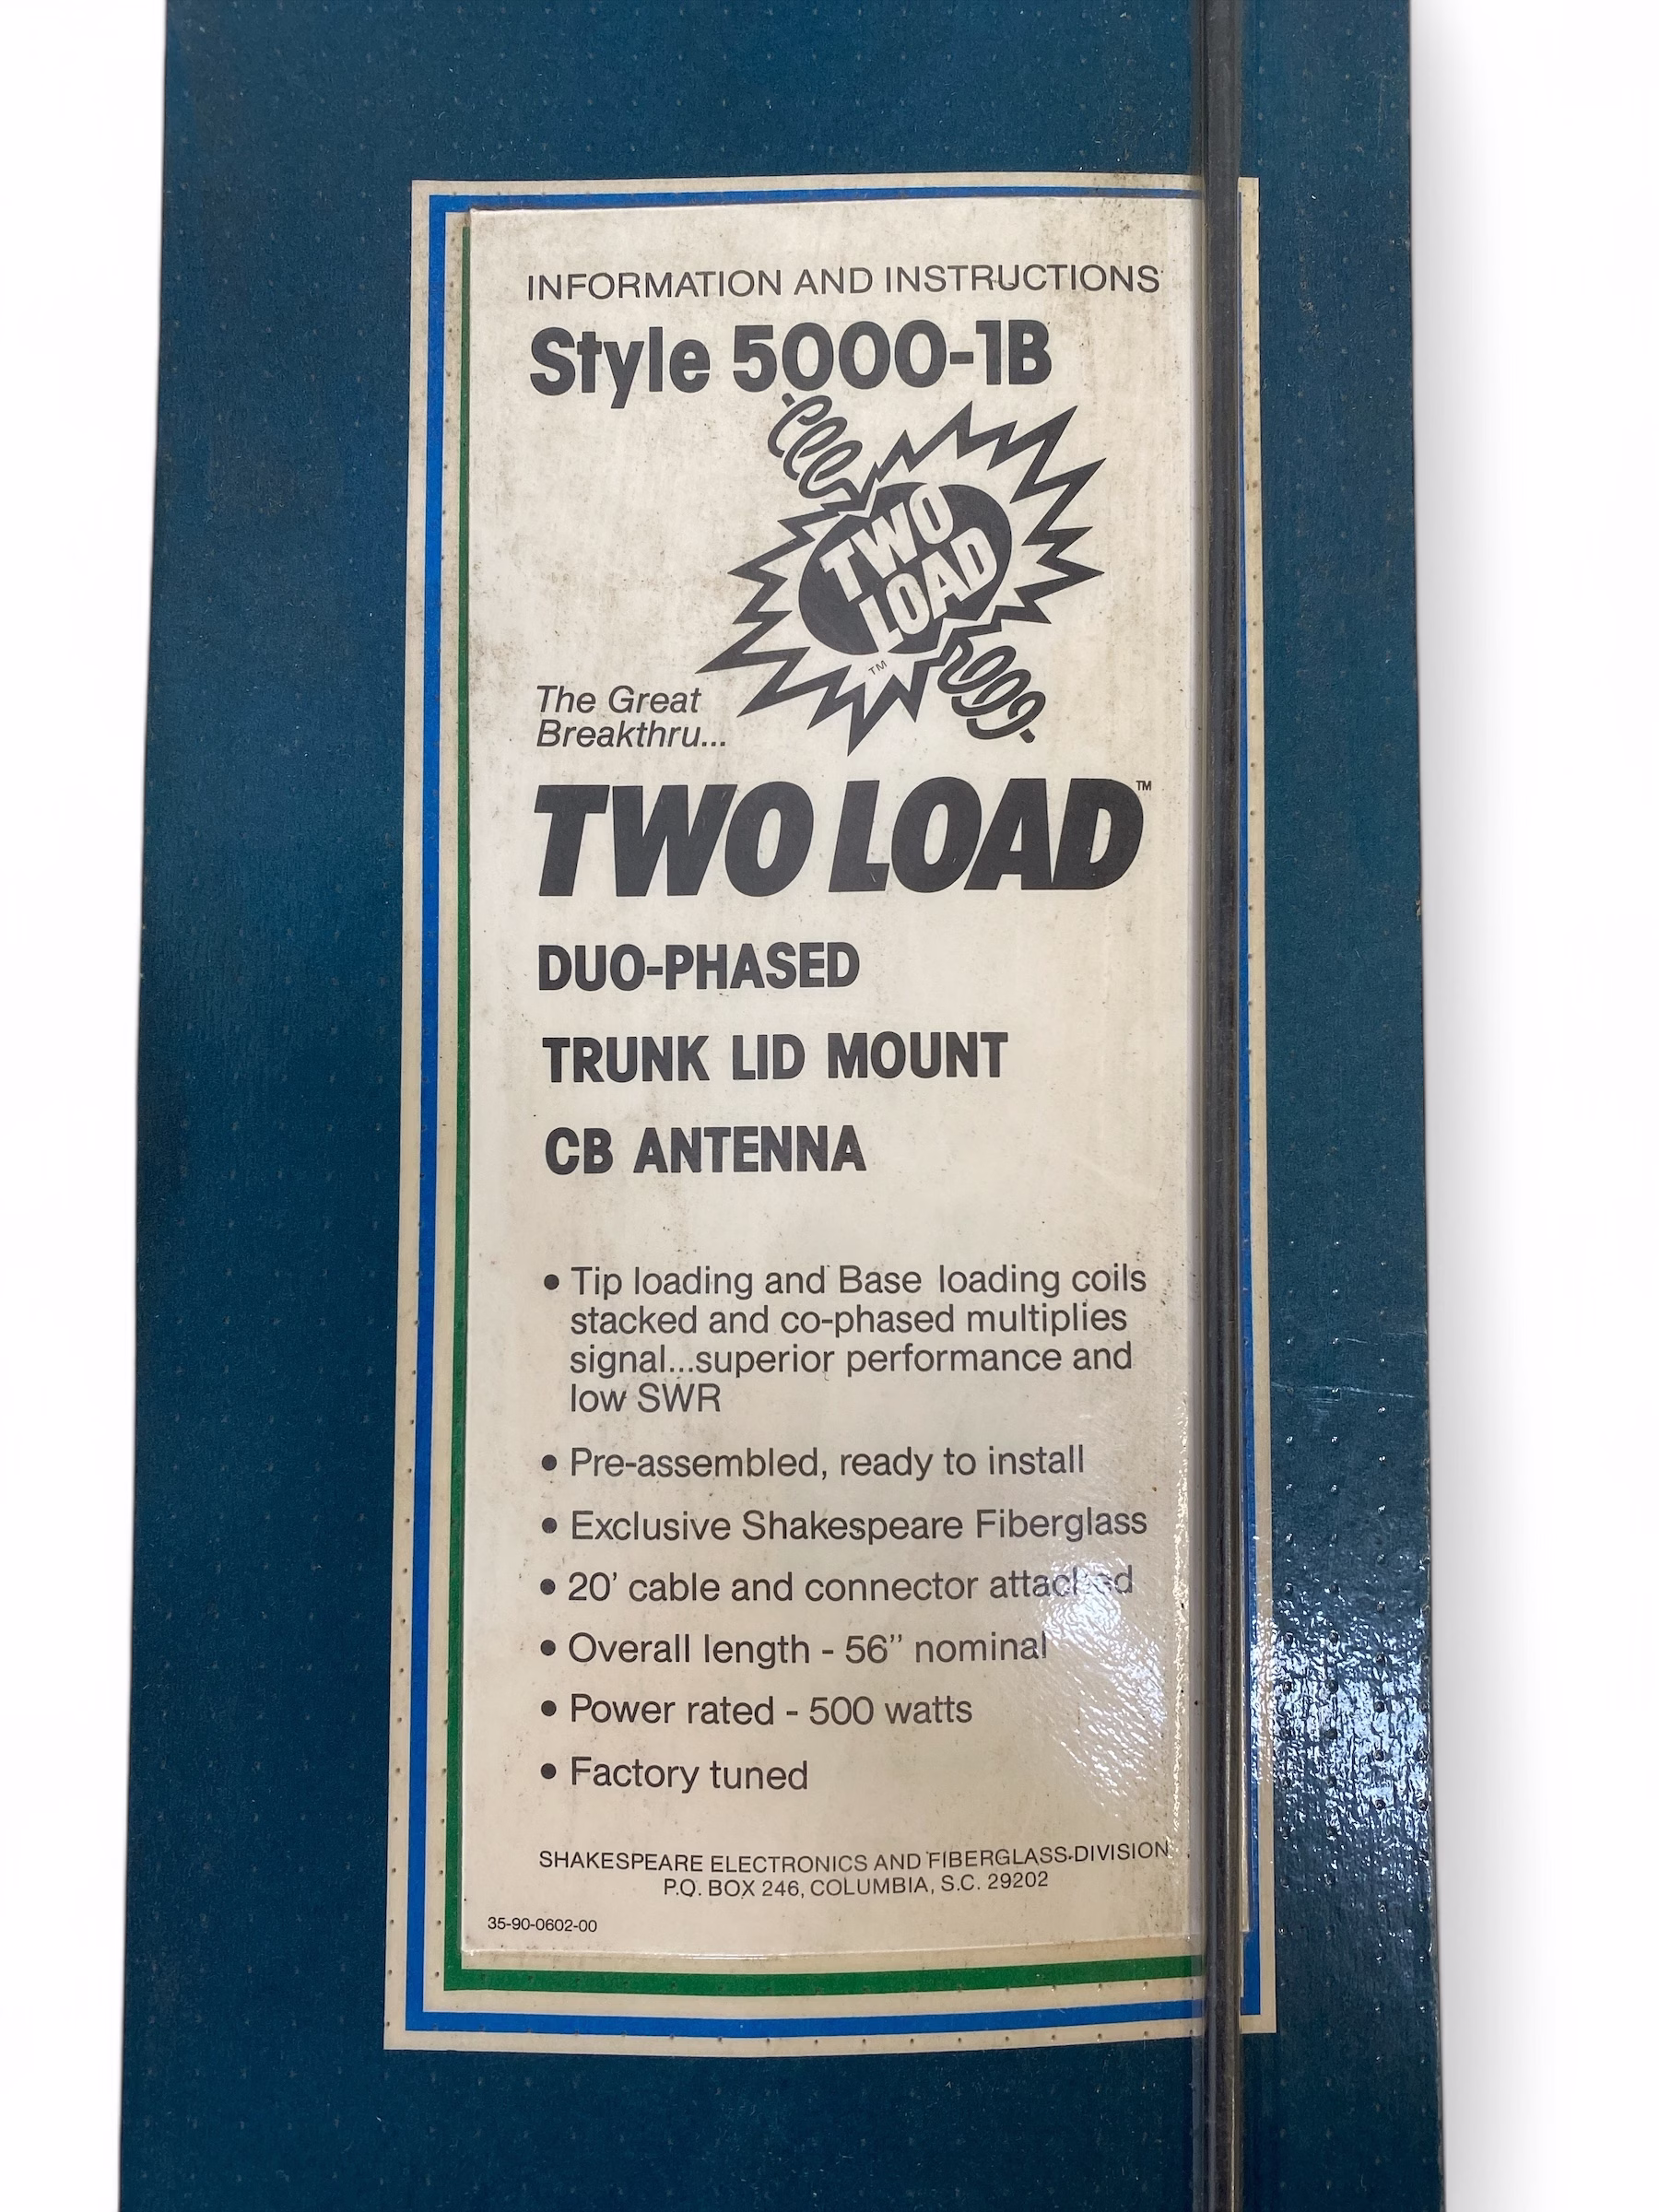 INFORMATION AND INSTRUCTIONS
Style 5000-1B
TWO
LOAD
TM
The Great
Breakthru...
TWO LOAD™
DUO-PHASED
TRUNK LID MOUNT
CB ANTENNA
• Tip loading and Base loading coils
stacked and co-phased multiplies
signal...superior performance and
low SWR
• Pre-assembled, ready to install
• Exclusive Shakespeare Fiberglass
• 20' cable and connector attached
• Overall length - 56" nominal
• Power rated - 500 watts
• Factory tuned
SHAKESPEARE ELECTRONICS AND FIBERGLASS DIVISION
P.O. BOX 246, COLUMBIA, S.C. 29202
35-90-0602-00